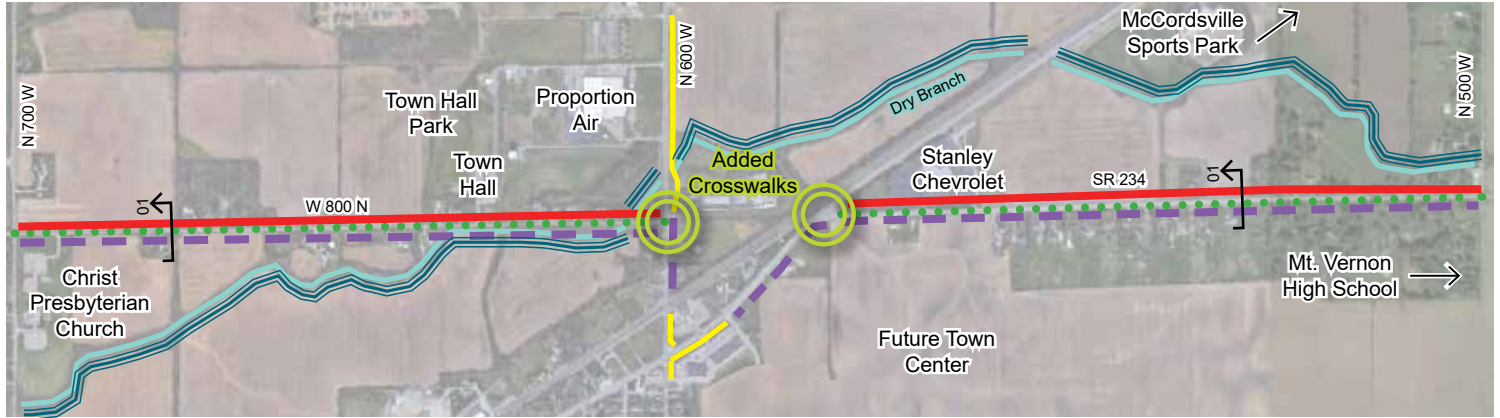 McCordsville
Sports Park
N 700 W
N 600 W
N 500 W
Town Hall
Park
Proportion
Air
Dry Branch
Town
Hall
Added
Crosswalks
Stanley
Chevrolet
SR 234
01
01
W 800 N
Christ
Presbyterian
Church
Mt. Vernon
High School
Future Town
Center